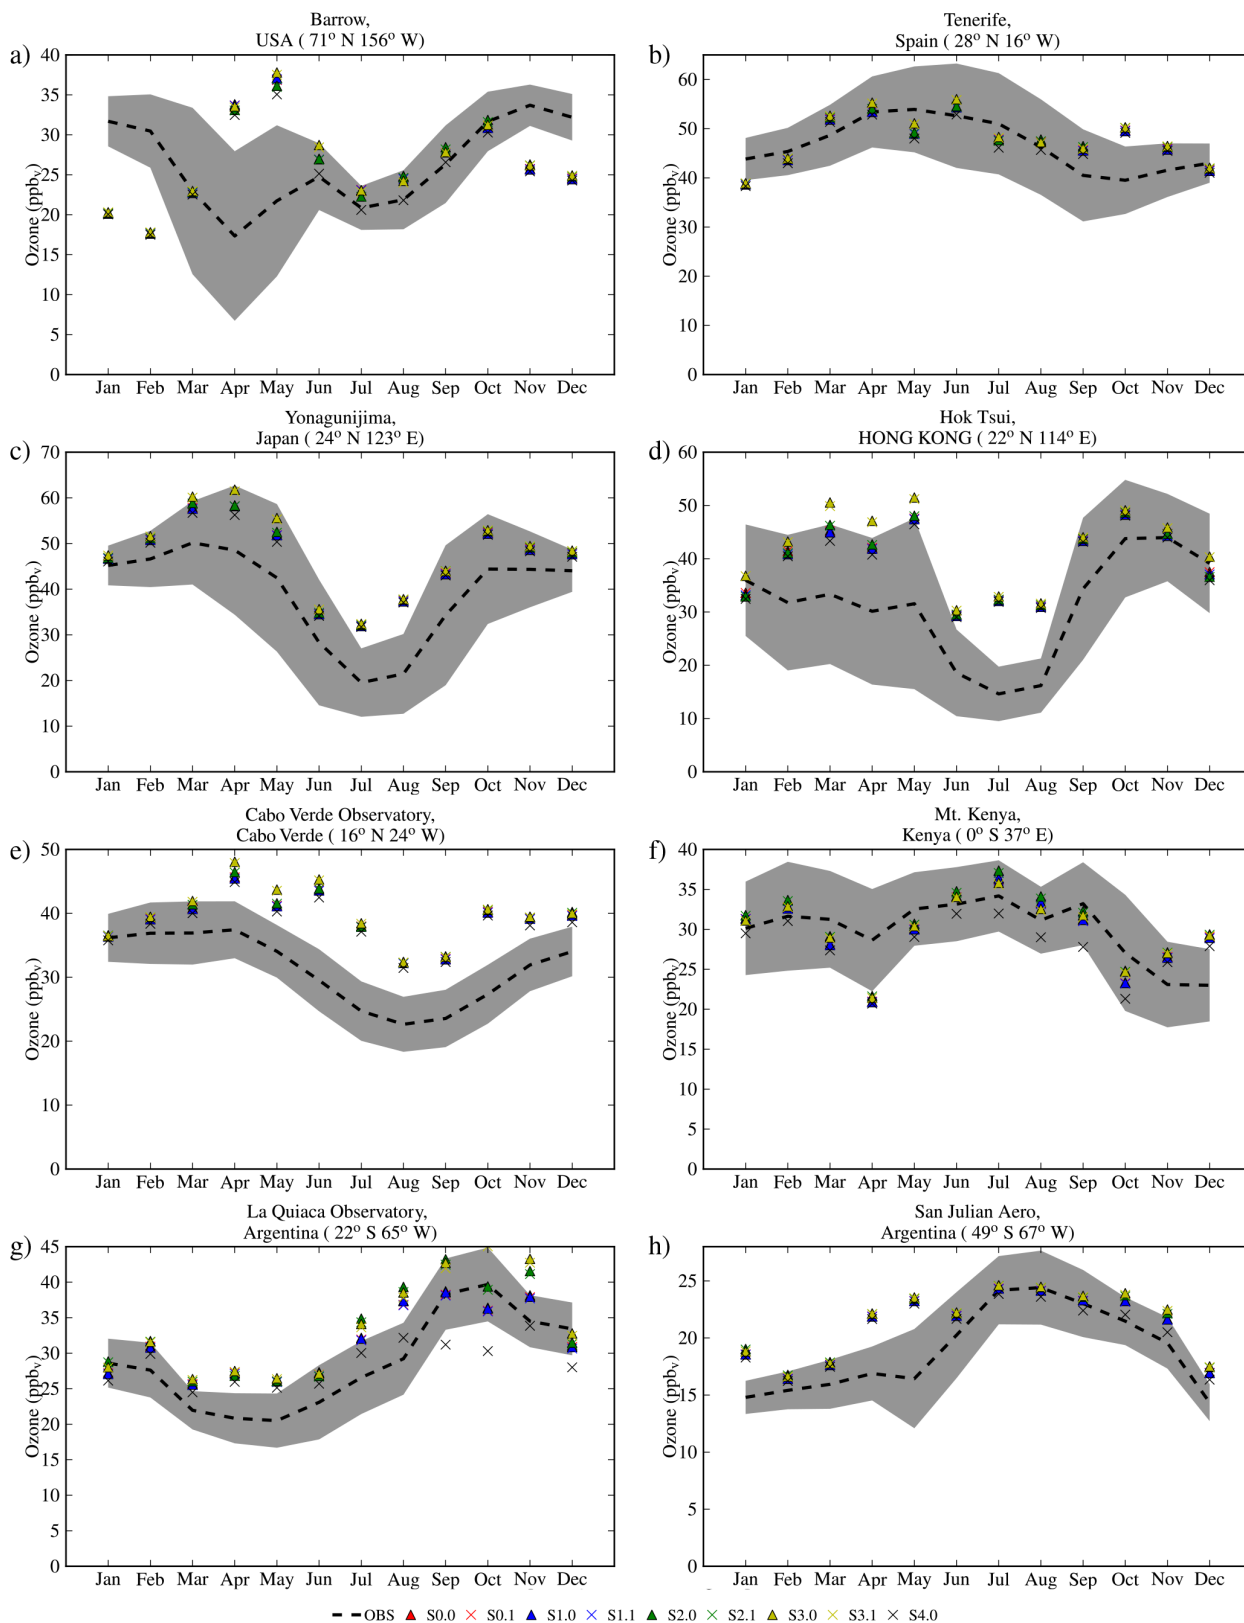 Barrow,
USA ( 71° N 156° W)
a)
Ozone (ppbv)
40
35
30
25
20
15
10
5
0
Jan Feb Mar Apr May Jun Jul Aug Sep Oct Nov Dec
Tenerife,
Spain ( 28° N 16° W)
b)
Ozone (ppbv)
60
50
40
30
20
10
0
Jan Feb Mar Apr May Jun Jul Aug Sep Oct Nov Dec
Yonagunijima,
Japan ( 24° N 123° E)
c)
Ozone (ppbv)
70
60
50
40
30
20
10
0
Jan Feb Mar Apr May Jun Jul Aug Sep Oct Nov Dec
Hok Tsui,
HONG KONG ( 22° N 114° E)
d)
Ozone (ppbv)
60
50
40
30
20
10
0
Jan Feb Mar Apr May Jun Jul Aug Sep Oct Nov Dec
Cabo Verde Observatory,
Cabo Verde ( 16° N 24° W)
e)
Ozone (ppbv)
50
40
30
20
10
0
Jan Feb Mar Apr May Jun Jul Aug Sep Oct Nov Dec
Mt. Kenya,
Kenya ( 0° S 37° E)
f)
Ozone (ppbv)
40
35
30
25
20
15
10
5
0
Jan Feb Mar Apr May Jun Jul Aug Sep Oct Nov Dec
La Quiaca Observatory,
Argentina ( 22° S 65° W)
g)
Ozone (ppbv)
45
40
35
30
25
20
15
10
5
0
Jan Feb Mar Apr May Jun Jul Aug Sep Oct Nov Dec
San Julian Aero,
Argentina ( 49° S 67° W)
h)
Ozone (ppbv)
25
20
15
10
5
0
Jan Feb Mar Apr May Jun Jul Aug Sep Oct Nov Dec
OBS S0.0 S0.1 S1.0 S1.1 S2.0 S2.1 S3.0 S3.1 S4.0